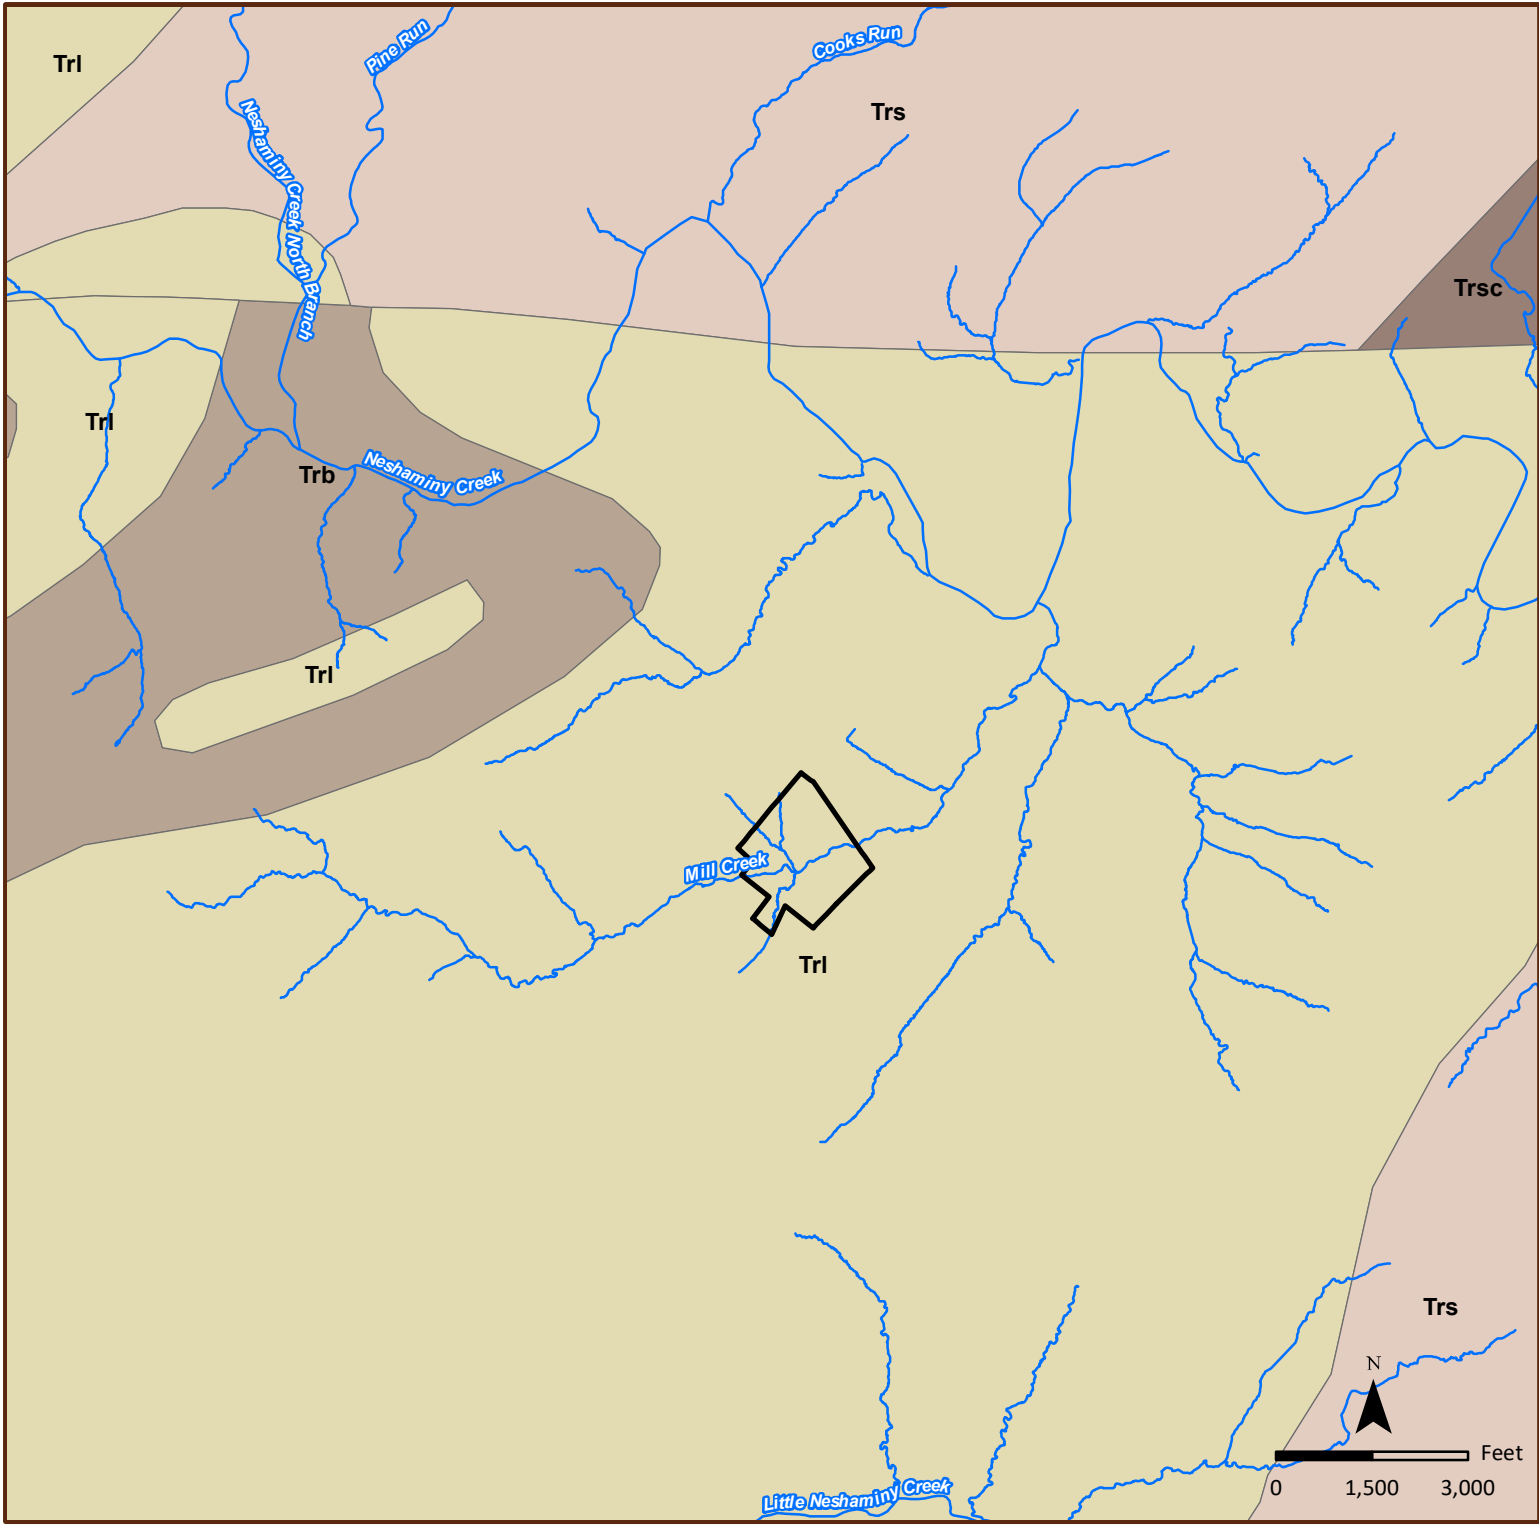 Pine Run
Cooks Run
Trl
Trs
Neshaminy Creek North Branch
Trsc
Trl
Trb
Neshaminy Creek
Trl
Mill Creek
Trl
Trs
N
Feet
0 1,500 3,000
Little Neshaminy Creek